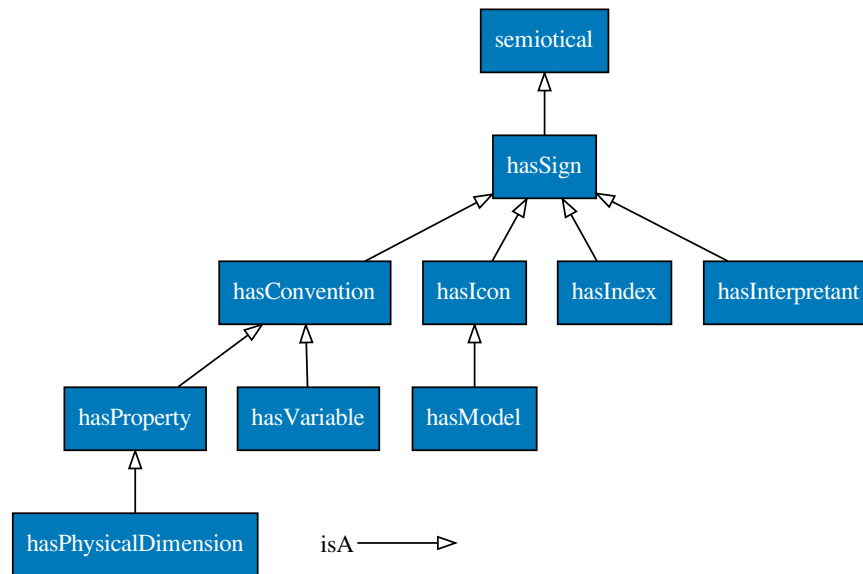 semiotical
hasSign
hasConvention
hasIcon
hasIndex
hasInterpretant
hasProperty
hasVariable
hasModel
hasPhysicalDimension
isA